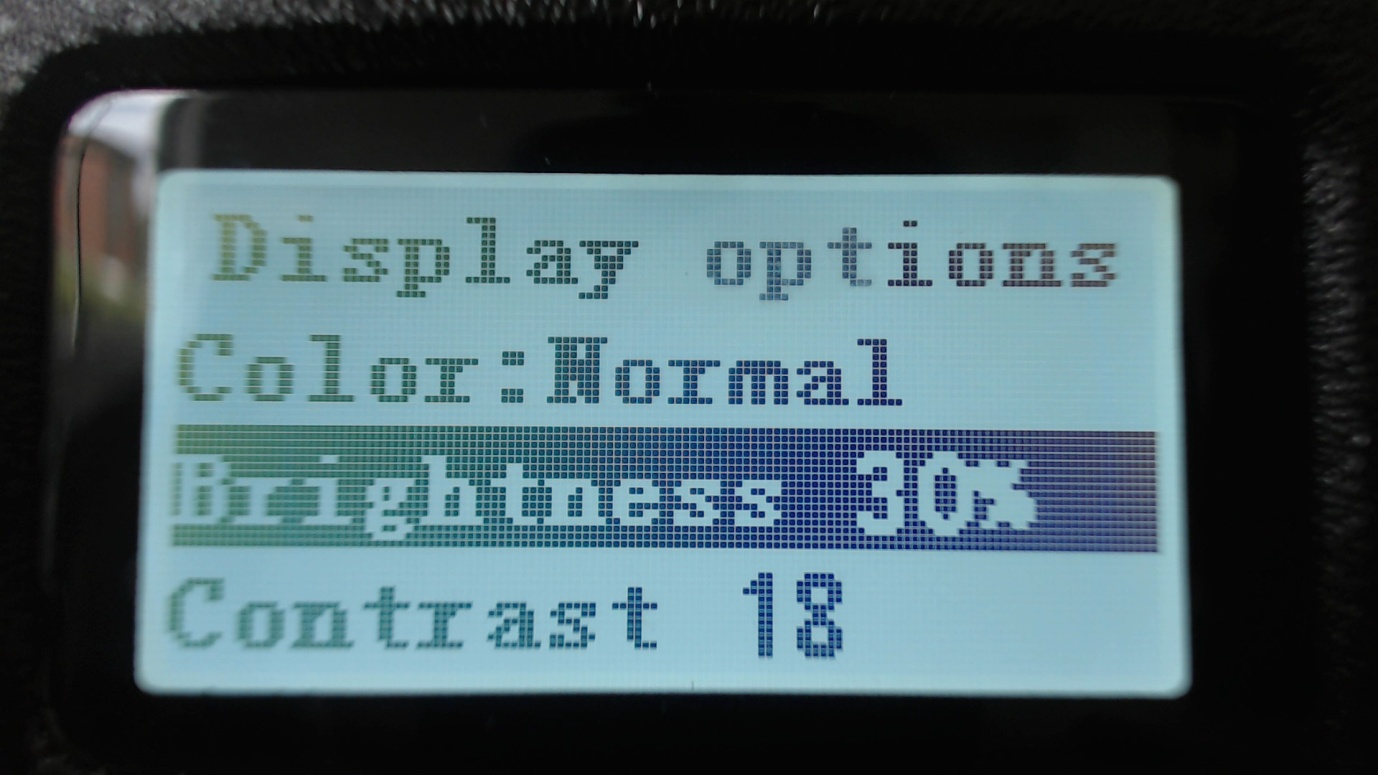 Display options
Color:Normal
Brightness 30%
Contrast 18